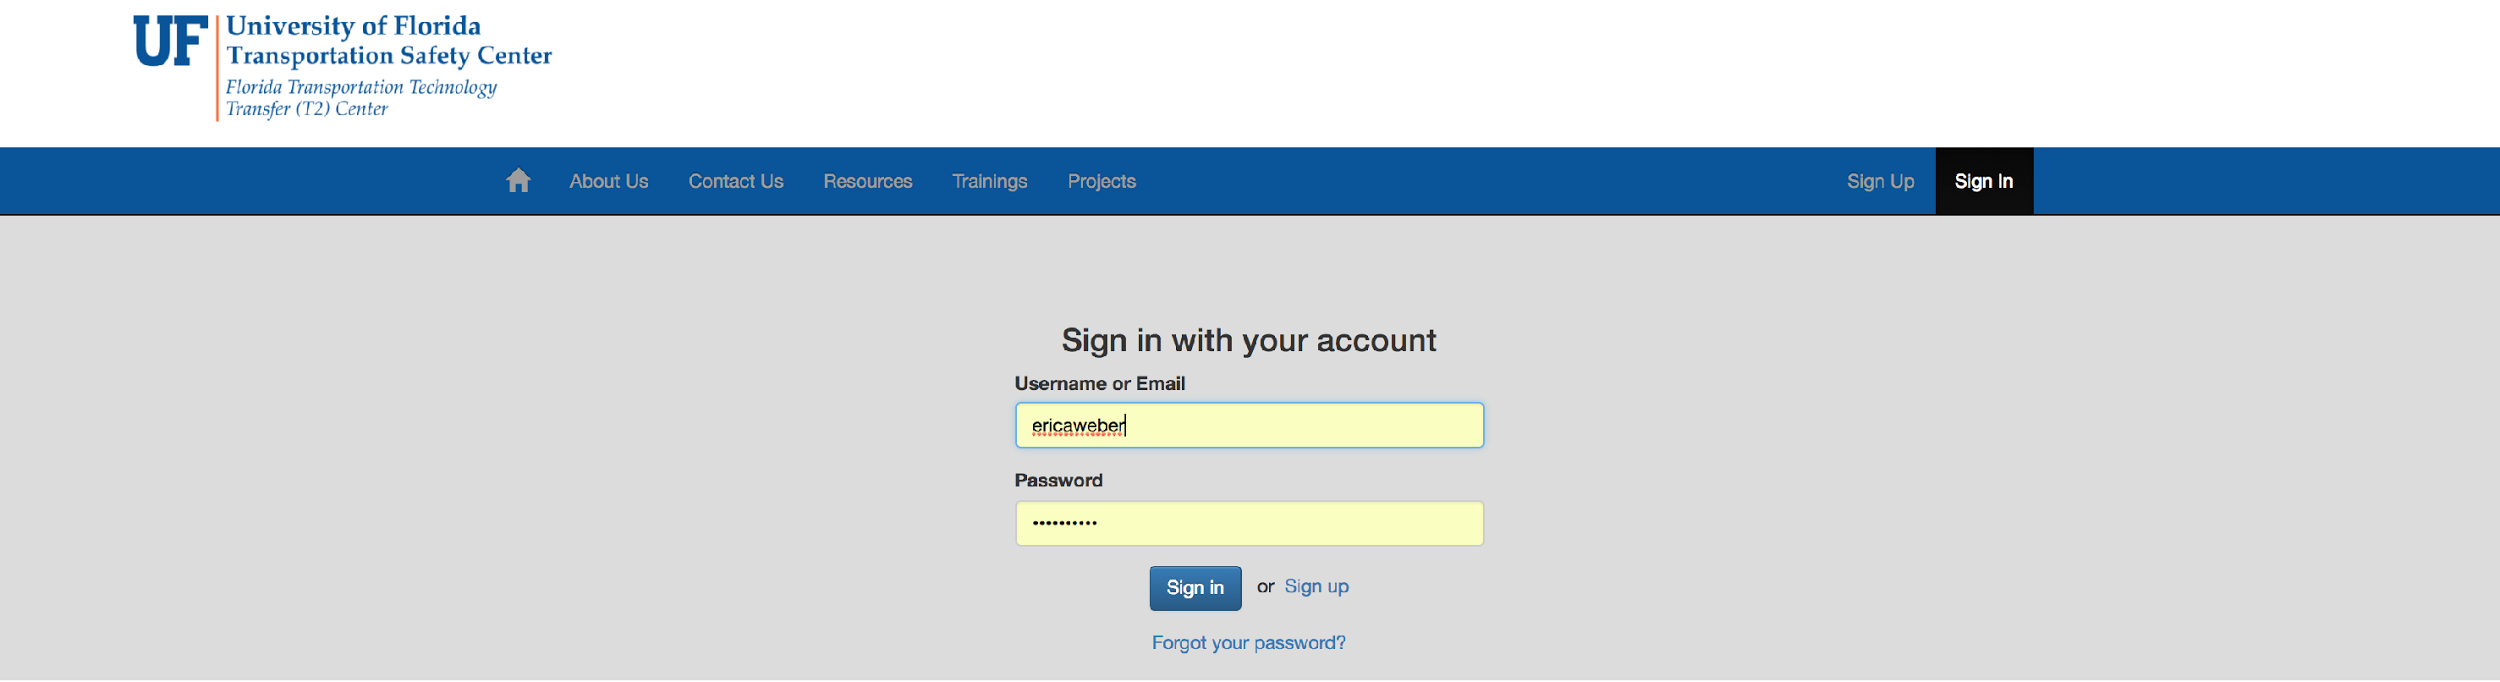 UF
University of Florida
Transportation Safety Center
Florida Transportation Technology
Transfer (T2) Center
About Us Contact Us Resources Trainings Projects Sign Up Sign In
Sign in with your account
Username or Email
ericaweber
Password
••••••••••
Sign in or Sign up
Forgot your password?